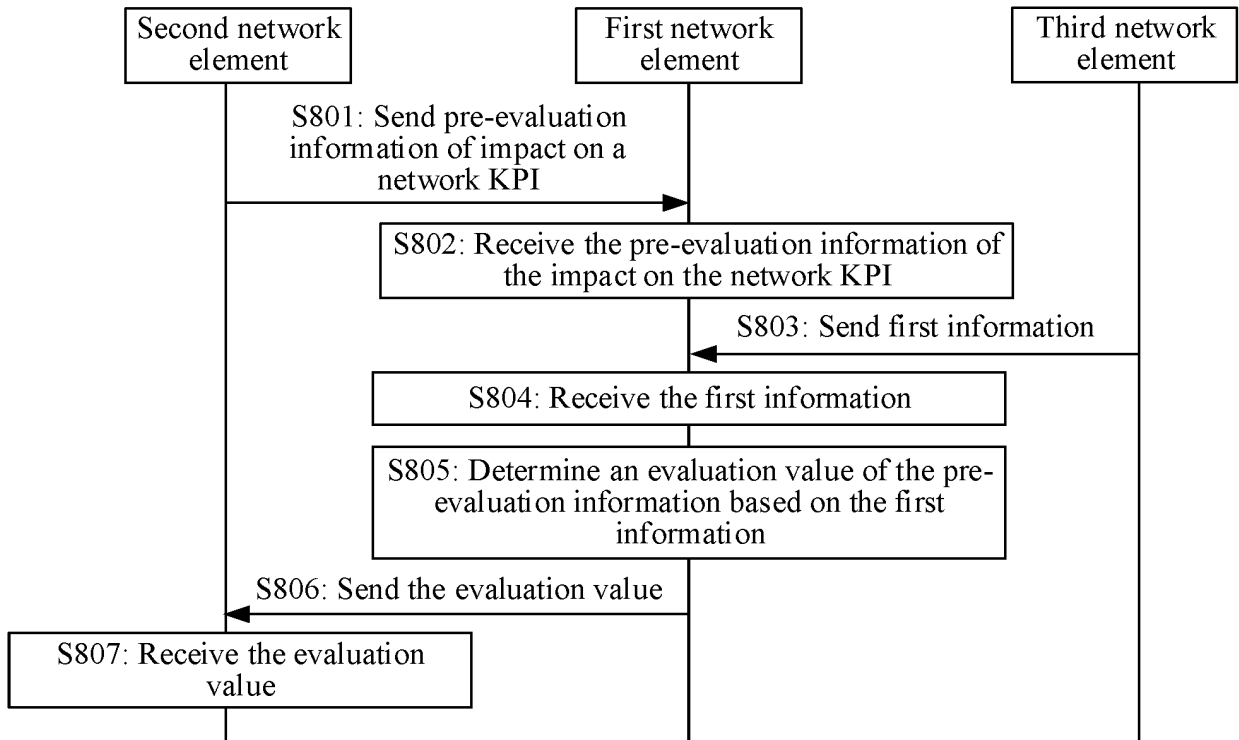 Second network
element
First network
element
Third network
element
S801: Send pre-evaluation
information of impact on a
network KPI
S802: Receive the pre-evaluation information of
the impact on the network KPI
S803: Send first information
S804: Receive the first information
S805: Determine an evaluation value of the pre-
evaluation information based on the first
information
S806: Send the evaluation value
S807: Receive the evaluation
value